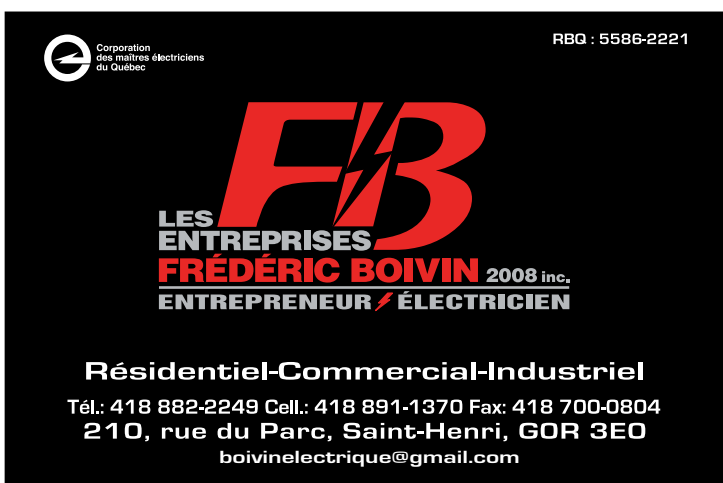 Corporation
des maîtres électriciens
du Québec
RBQ : 5586-2221
FB
LES
ENTREPRISES
FRÉDÉRIC BOIVIN 2008 inc.
ENTREPRENEUR ÉLECTRICIEN
Résidentiel-Commercial-Industriel
Tél.: 418 882-2249 Cell.: 418 891-1370 Fax: 418 700-0804
210, rue du Parc, Saint-Henri, G0R 3E0
boivinelectrique@gmail.com